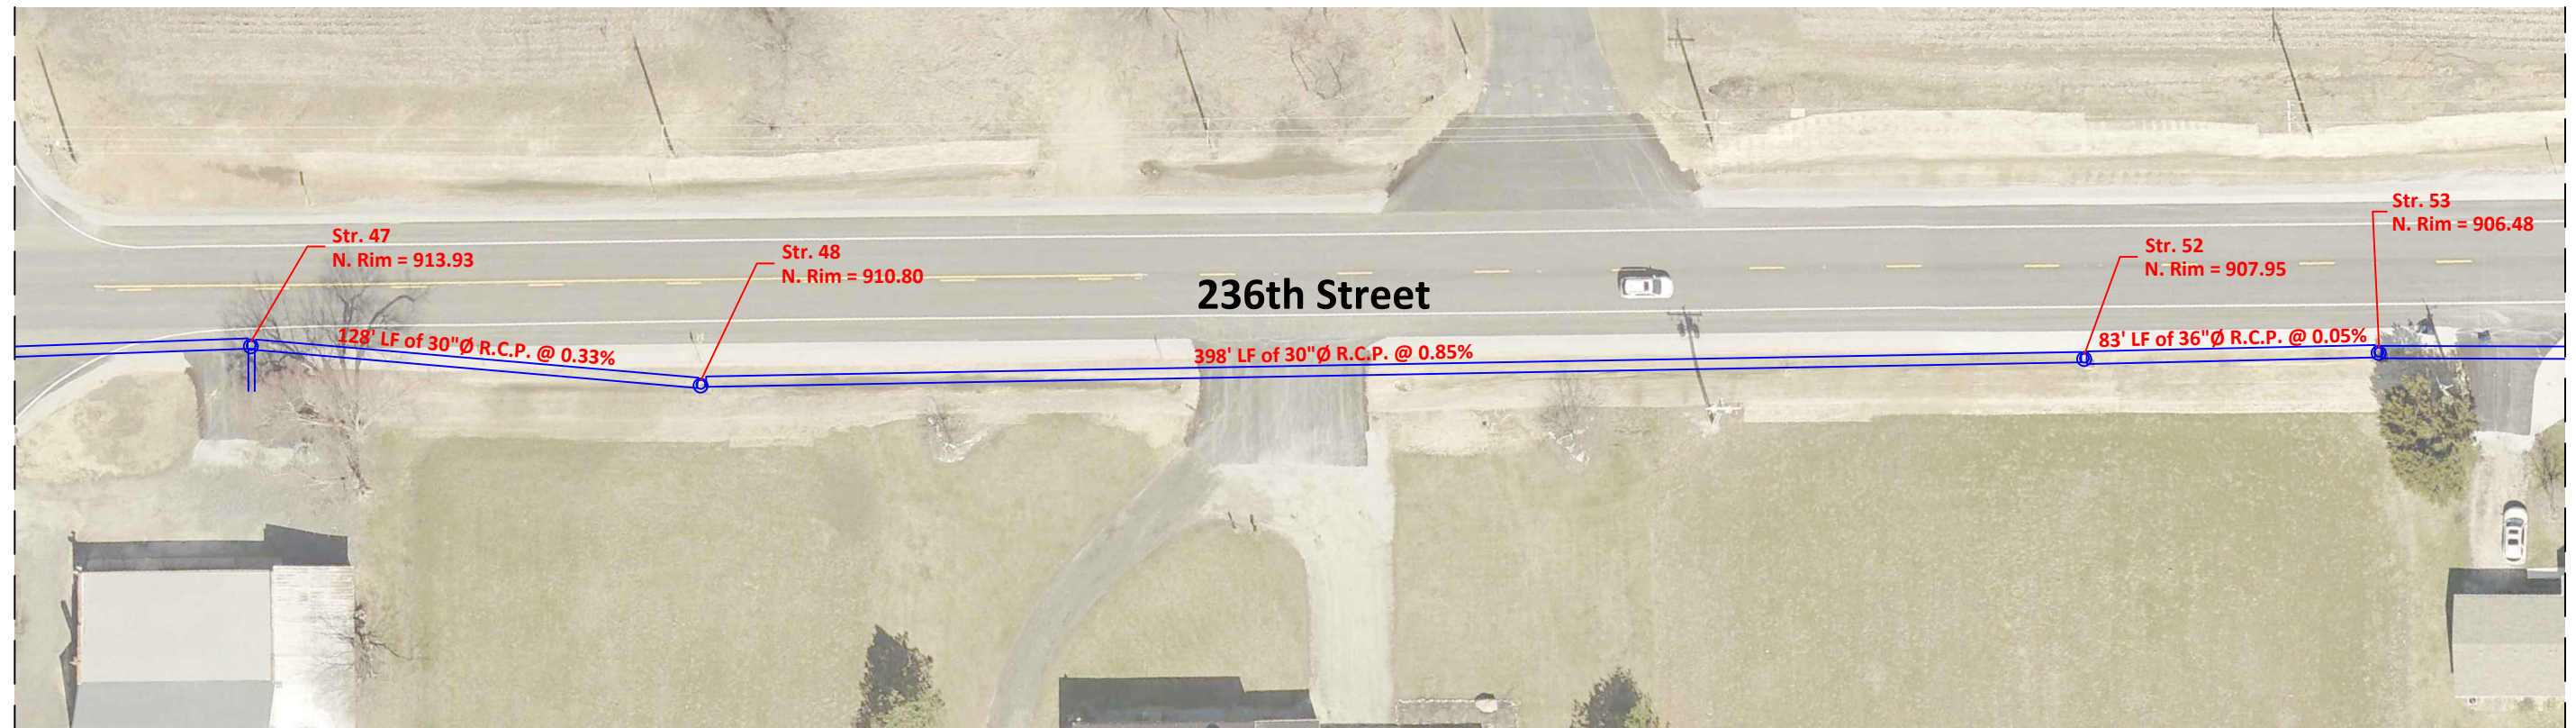 Str. 47
N. Rim = 913.93
Str. 48
N. Rim = 910.80
236th Street
Str. 52
N. Rim = 907.95
Str. 53
N. Rim = 906.48
128' LF of 30"Ø R.C.P. @ 0.33%
398' LF of 30"Ø R.C.P. @ 0.85%
83' LF of 36"Ø R.C.P. @ 0.05%